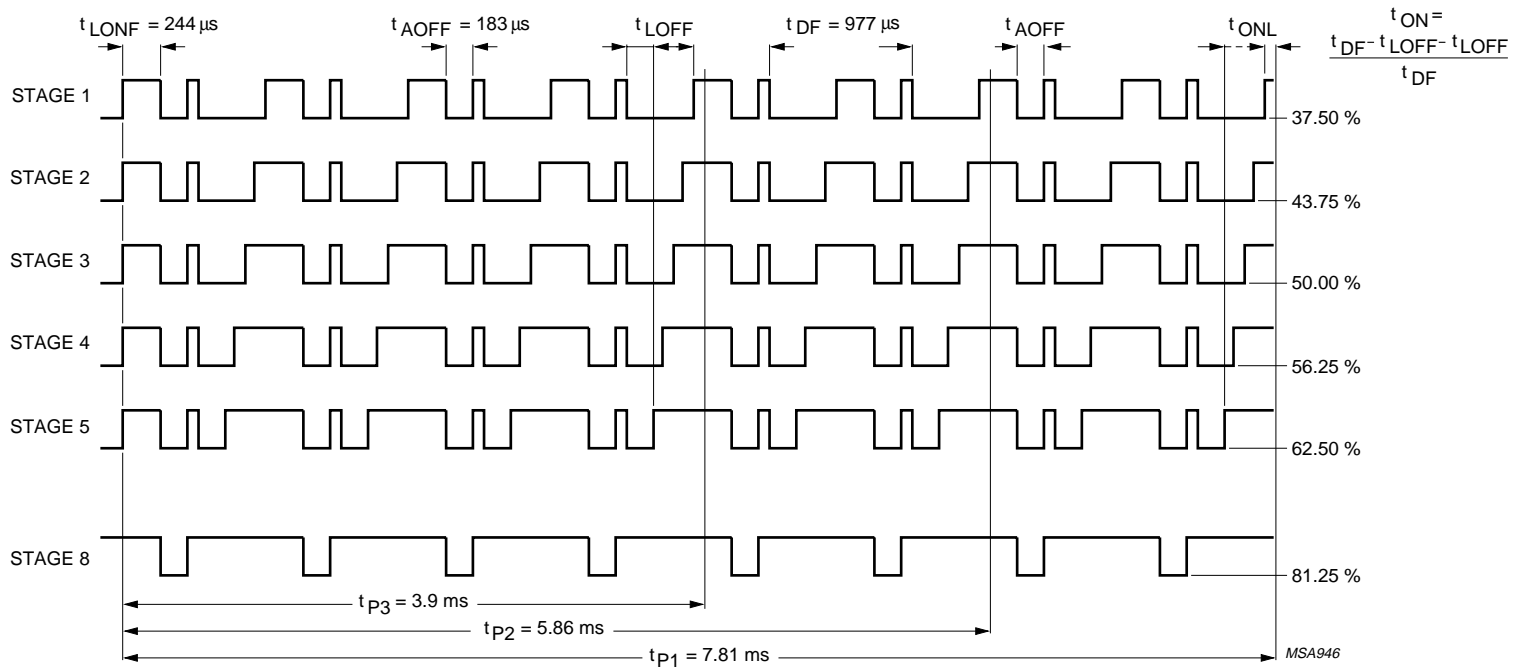 t LONF = 244 µs
t AOFF = 183 µs
t LOFF
t DF = 977 µs
t AOFF
t ONL
t ON =
t DF - t LOFF - t LOFF
t DF
STAGE 1
37.50 %
STAGE 2
43.75 %
STAGE 3
50.00 %
STAGE 4
56.25 %
STAGE 5
62.50 %
STAGE 8
81.25 %
t P3 = 3.9 ms
t P2 = 5.86 ms
t P1 = 7.81 ms
MSA946